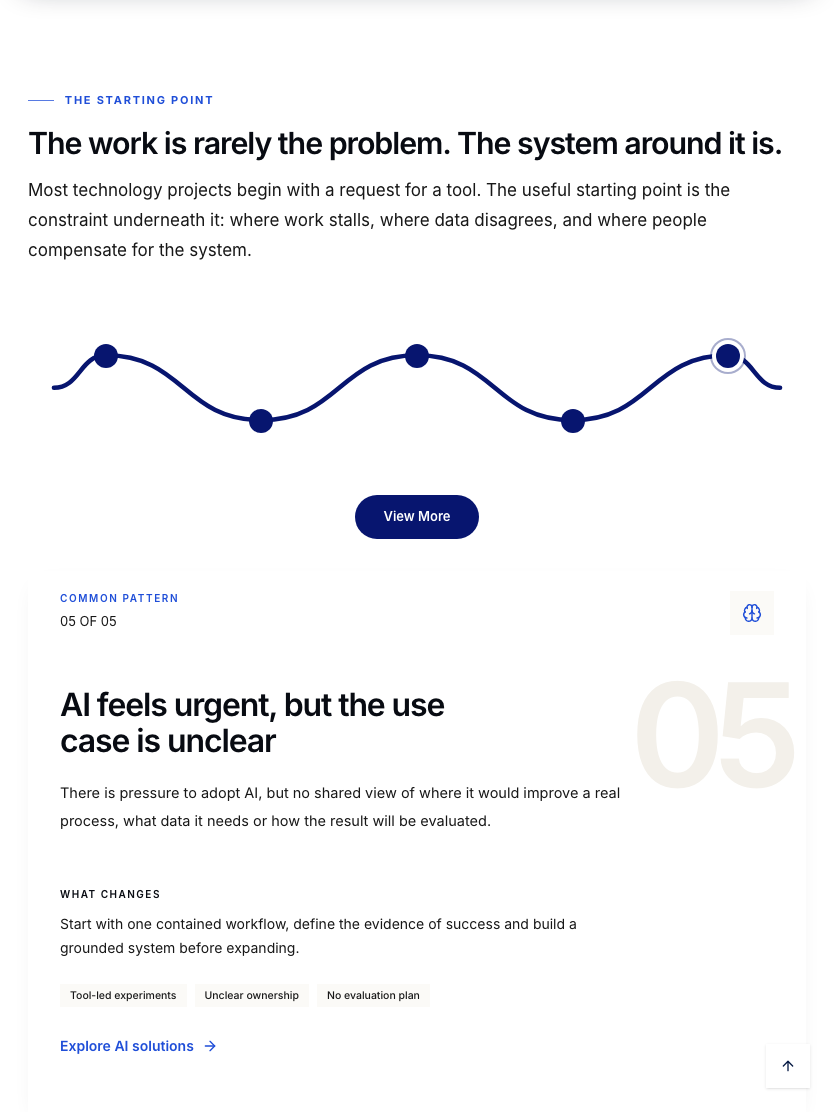 THE STARTING POINT
The work is rarely the problem. The system around it is.
Most technology projects begin with a request for a tool. The useful starting point is the
constraint underneath it: where work stalls, where data disagrees, and where people
compensate for the system.
View More
COMMON PATTERN
05 OF 05
05
AI feels urgent, but the use
case is unclear
There is pressure to adopt AI, but no shared view of where it would improve a real
process, what data it needs or how the result will be evaluated.
WHAT CHANGES
Start with one contained workflow, define the evidence of success and build a
grounded system before expanding.
Tool-led experiments Unclear ownership No evaluation plan
Explore AI solutions